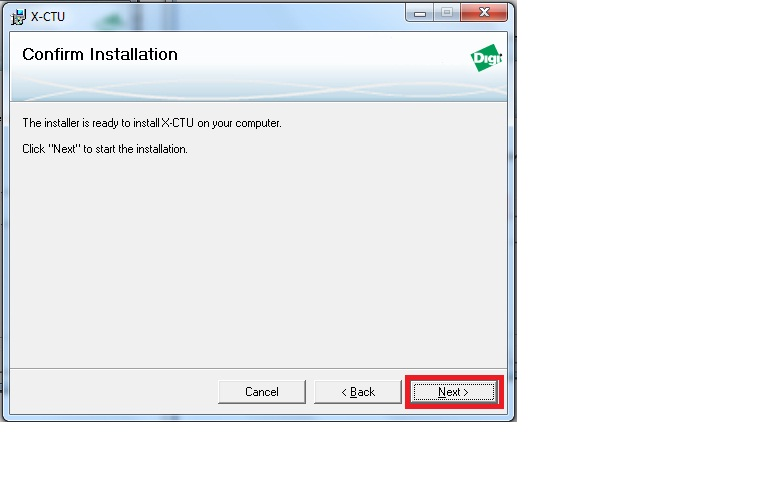 X-CTU
Confirm Installation
Digi
The installer is ready to install X-CTU on your computer.
Click "Next" to start the installation.
Cancel
< Back
Next >